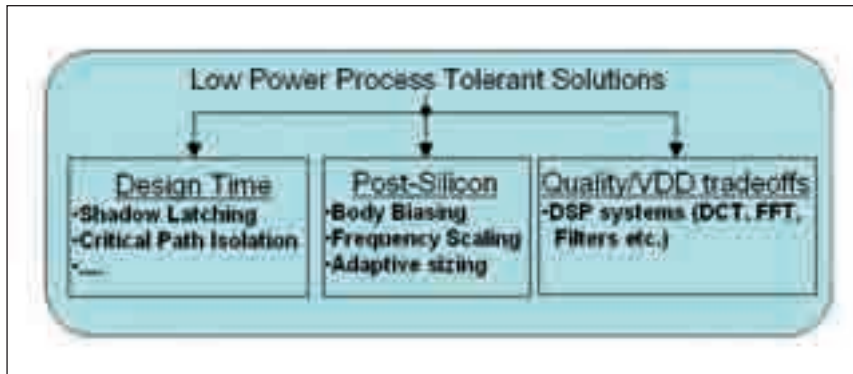 Low Power Process Tolerant Solutions
Design Time
•Shadow Latching
•Critical Path Isolation
•....
Post-Silicon
•Body Biasing
•Frequency Scaling
•Adaptive sizing
Quality/VDD tradeoffs
•DSP systems (DCT, FFT,
Filters etc.)